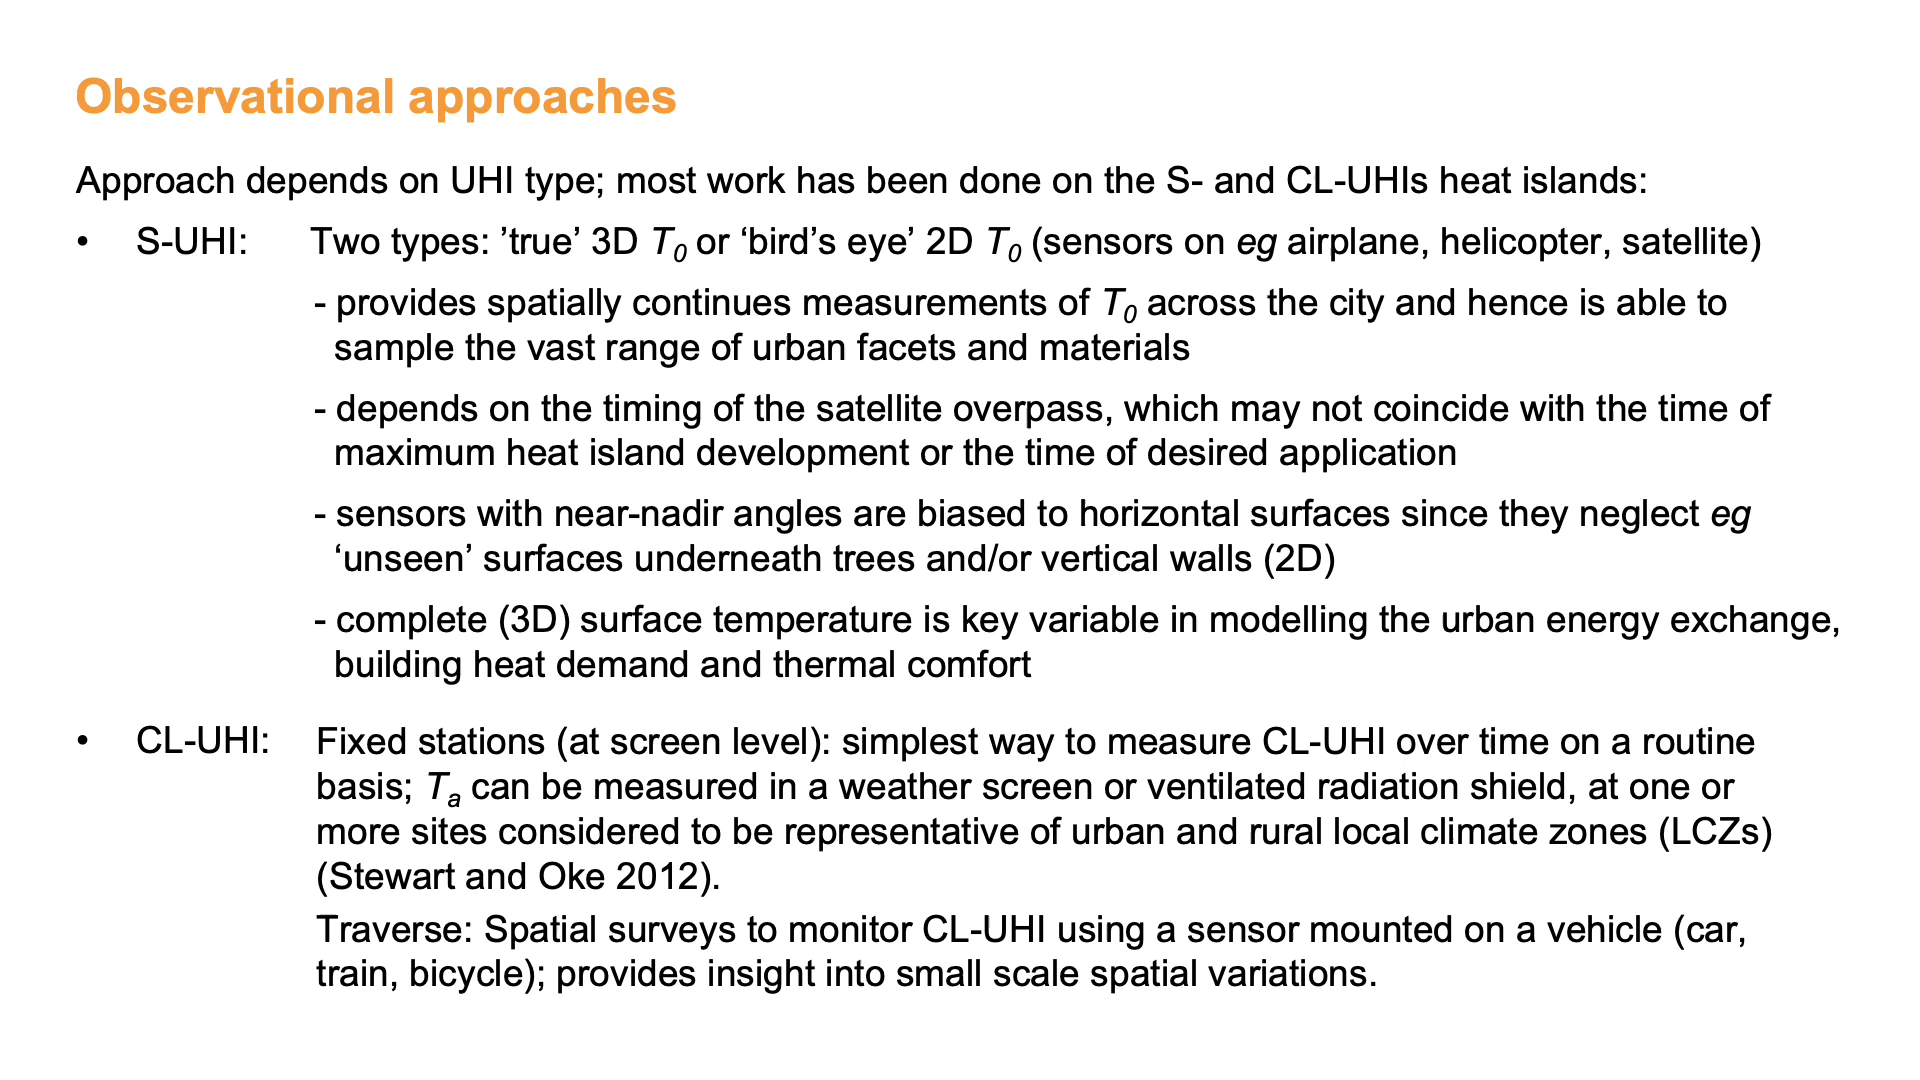 Observational approaches
Approach depends on UHI type; most work has been done on the S- and CL-UHIs heat islands:
• S-UHI: Two types: ’true’ 3D T0 or ‘bird’s eye’ 2D T0 (sensors on eg airplane, helicopter, satellite)
- provides spatially continues measurements of T0 across the city and hence is able to
sample the vast range of urban facets and materials
- depends on the timing of the satellite overpass, which may not coincide with the time of
maximum heat island development or the time of desired application
- sensors with near-nadir angles are biased to horizontal surfaces since they neglect eg
‘unseen’ surfaces underneath trees and/or vertical walls (2D)
- complete (3D) surface temperature is key variable in modelling the urban energy exchange,
building heat demand and thermal comfort
• CL-UHI: Fixed stations (at screen level): simplest way to measure CL-UHI over time on a routine
basis; Ta can be measured in a weather screen or ventilated radiation shield, at one or
more sites considered to be representative of urban and rural local climate zones (LCZs)
(Stewart and Oke 2012).
Traverse: Spatial surveys to monitor CL-UHI using a sensor mounted on a vehicle (car,
train, bicycle); provides insight into small scale spatial variations.